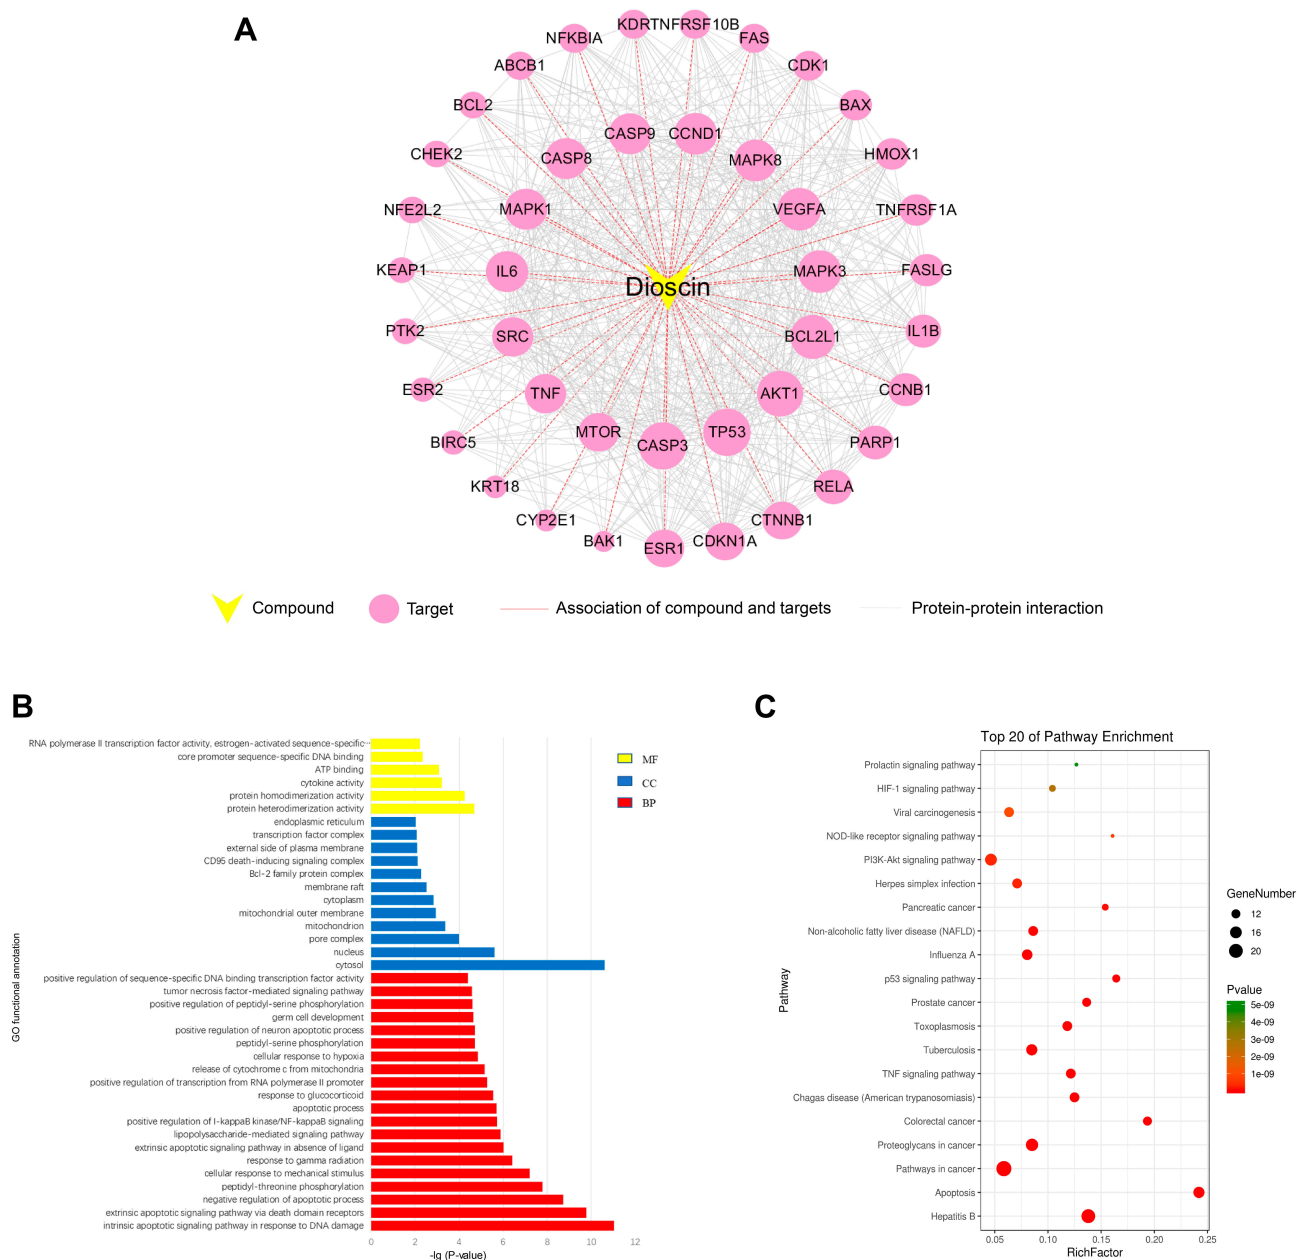 A
KDR TNFRSF10B
NFKBIA FAS
ABCB1 CDK1
BCL2 BAX
CASP9 CCND1
CHEK2 CASP8 MAPK8 HMOX1
NFE2L2 MAPK1 VEGFA TNFRSF1A
KEAP1 IL6 MAPK3 FASLG
Dioscin
PTK2 SRC BCL2L1 IL1B
ESR2 TNF AKT1 CCNB1
BIRC5 MTOR CASP3 TP53 PARP1
KRT18 RELA
CYP2E1 CTNNB1
BAK1 ESR1 CDKN1A
Compound Target Association of compound and targets Protein-protein interaction
B
GO functional annotation
RNA polymerase II transcription factor activity, estrogen-activated sequence-specific···
core promoter sequence-specific DNA binding
ATP binding
cytokine activity
protein homodimerization activity
protein heterodimerization activity
endoplasmic reticulum
transcription factor complex
external side of plasma membrane
CD95 death-inducing signaling complex
Bcl-2 family protein complex
membrane raft
cytoplasm
mitochondrial outer membrane
mitochondrion
pore complex
nucleus
cytosol
positive regulation of sequence-specific DNA binding transcription factor activity
tumor necrosis factor-mediated signaling pathway
positive regulation of peptidyl-serine phosphorylation
germ cell development
positive regulation of neuron apoptotic process
peptidyl-serine phosphorylation
cellular response to hypoxia
release of cytochrome c from mitochondria
positive regulation of transcription from RNA polymerase II promoter
response to glucocorticoid
apoptotic process
positive regulation of I-kappaB kinase/NF-kappaB signaling
lipopolysaccharide-mediated signaling pathway
extrinsic apoptotic signaling pathway in absence of ligand
response to gamma radiation
cellular response to mechanical stimulus
peptidyl-threonine phosphorylation
negative regulation of apoptotic process
extrinsic apoptotic signaling pathway via death domain receptors
intrinsic apoptotic signaling pathway in response to DNA damage
0 2 4 6 8 10 12
-lg (P-value)
MF
CC
BP
C
Top 20 of Pathway Enrichment
Pathway
Prolactin signaling pathway
HIF-1 signaling pathway
Viral carcinogenesis
NOD-like receptor signaling pathway
PI3K-Akt signaling pathway
Herpes simplex infection
Pancreatic cancer
Non-alcoholic fatty liver disease (NAFLD)
Influenza A
p53 signaling pathway
Prostate cancer
Toxoplasmosis
Tuberculosis
TNF signaling pathway
Chagas disease (American trypanosomiasis)
Colorectal cancer
Proteoglycans in cancer
Pathways in cancer
Apoptosis
Hepatitis B
0.05 0.10 0.15 0.20 0.25
RichFactor
GeneNumber
12
16
20
Pvalue
5e-09
4e-09
3e-09
2e-09
1e-09